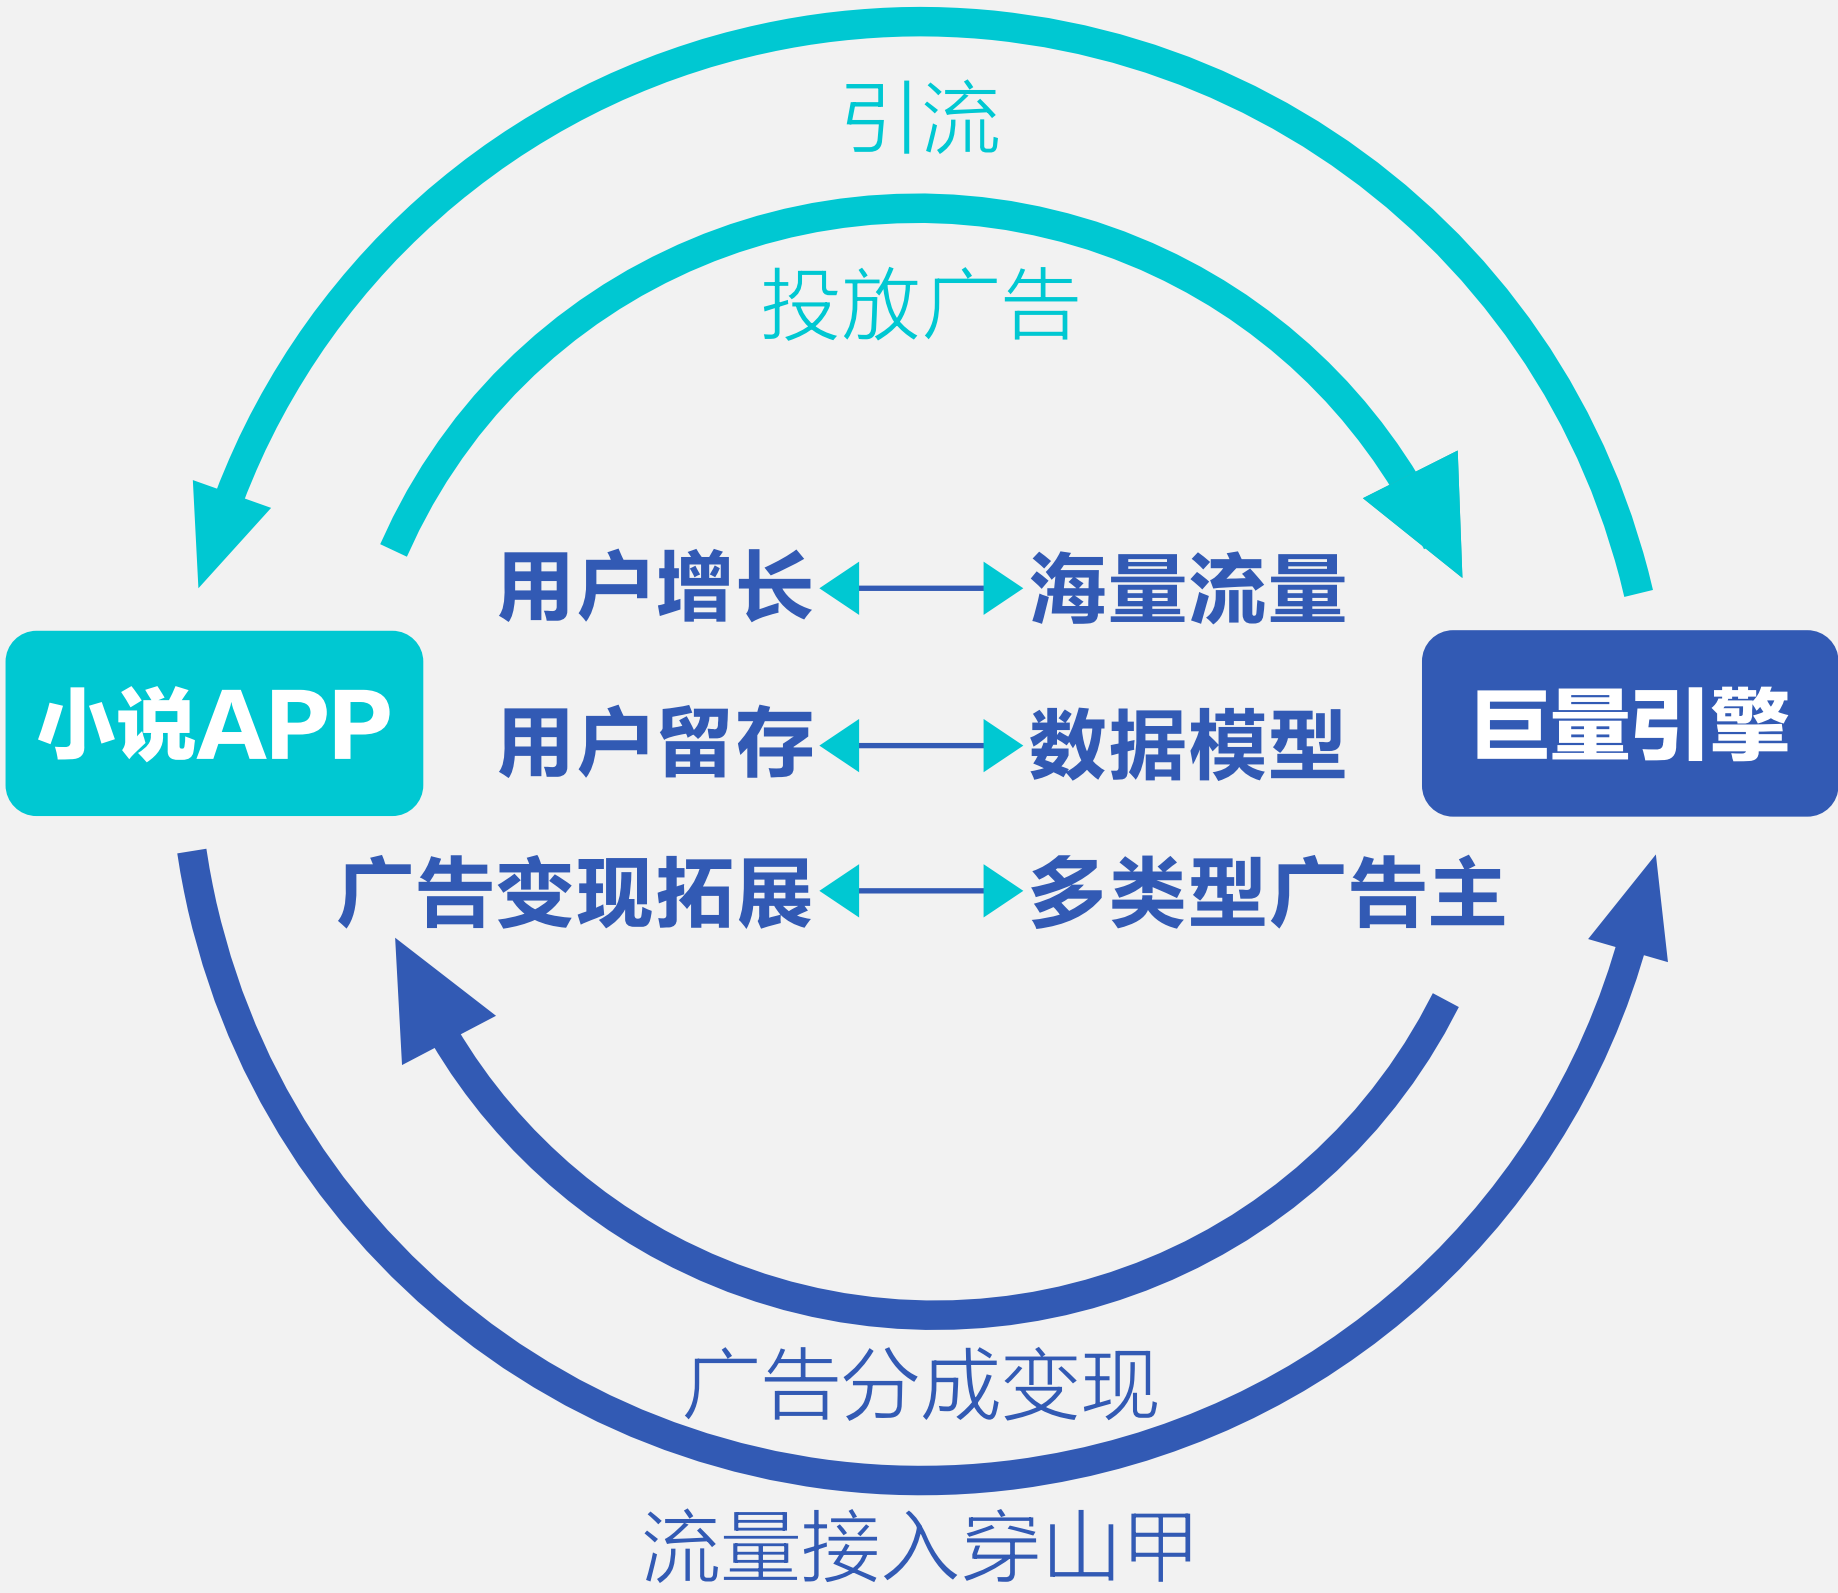 引流
投放广告
用户增长 海量流量
小说APP
用户留存 数据模型
巨量引擎
广告变现拓展 多类型广告主
广告分成变现
流量接入穿山甲